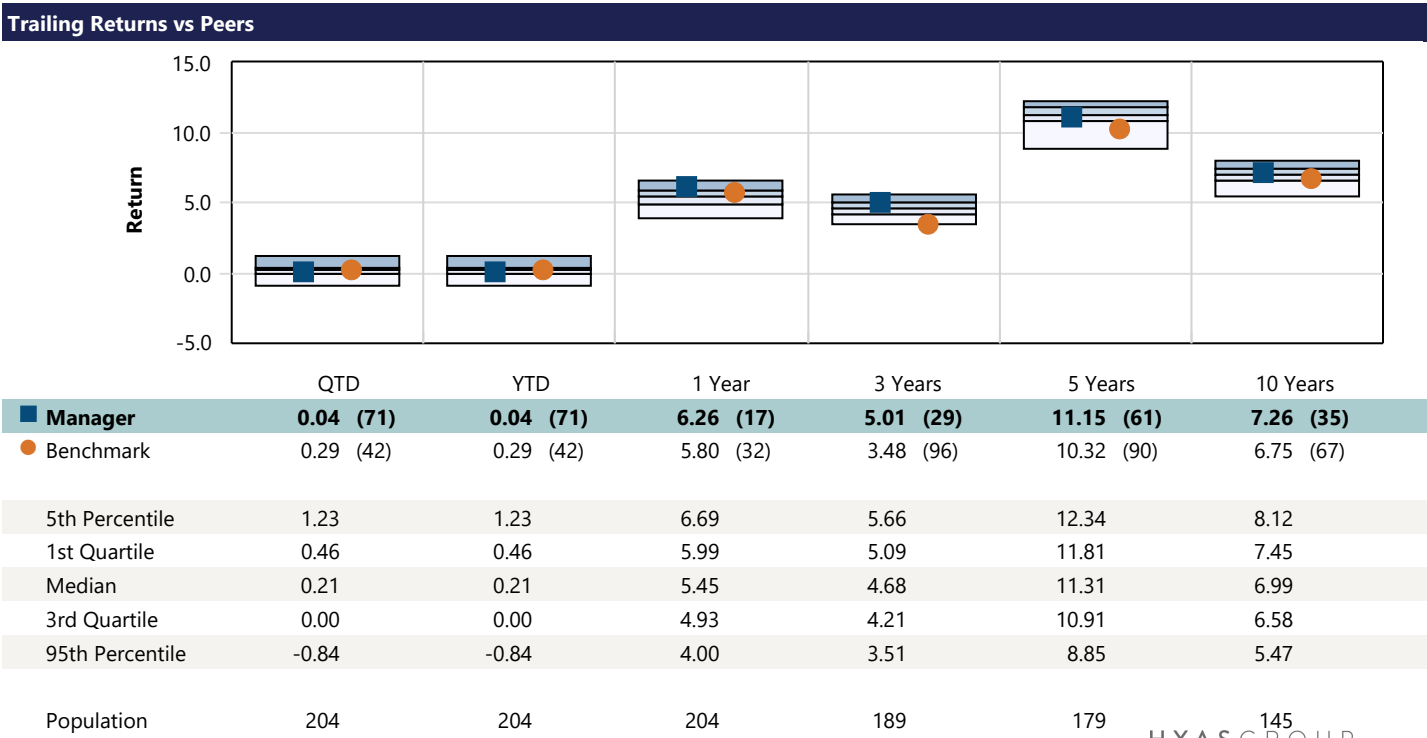 Trailing Returns vs Peers
15.0
10.0
5.0
0.0
-5.0
Return
QTD YTD 1 Year 3 Years 5 Years 10 Years
Manager 0.04 (71) 0.04 (71) 6.26 (17) 5.01 (29) 11.15 (61) 7.26 (35)
Benchmark 0.29 (42) 0.29 (42) 5.80 (32) 3.48 (96) 10.32 (90) 6.75 (67)
5th Percentile 1.23 1.23 6.69 5.66 12.34 8.12
1st Quartile 0.46 0.46 5.99 5.09 11.81 7.45
Median 0.21 0.21 5.45 4.68 11.31 6.99
3rd Quartile 0.00 0.00 4.93 4.21 10.91 6.58
95th Percentile -0.84 -0.84 4.00 3.51 8.85 5.47
Population 204 204 204 189 179 145
HYASGROUP